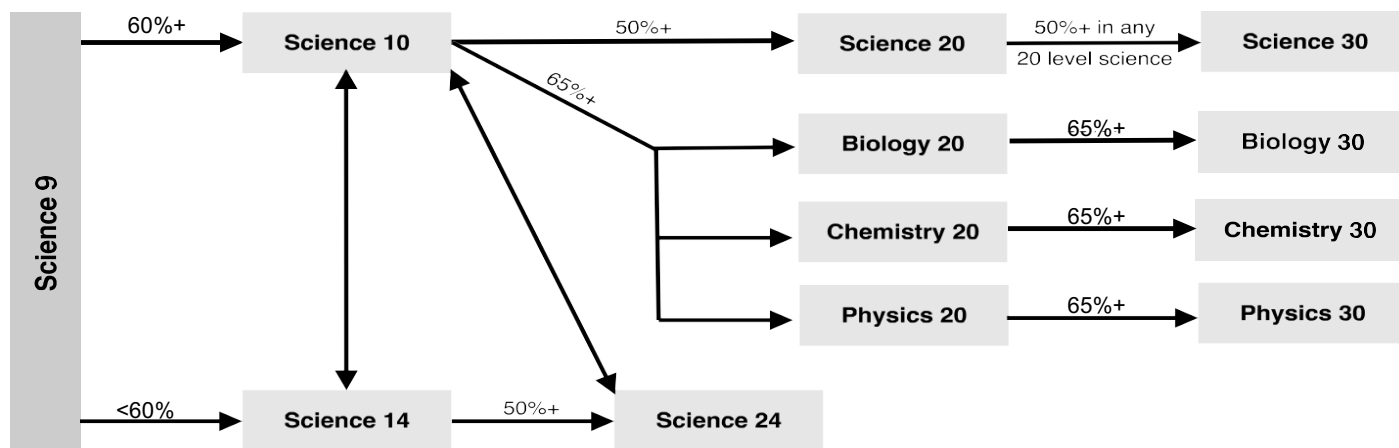 Science 9
60%+
Science 10
50%+
Science 20
50%+ in any
20 level science
Science 30
65%+
Biology 20
65%+
Biology 30
Chemistry 20
65%+
Chemistry 30
Physics 20
65%+
Physics 30
<60%
Science 14
50%+
Science 24